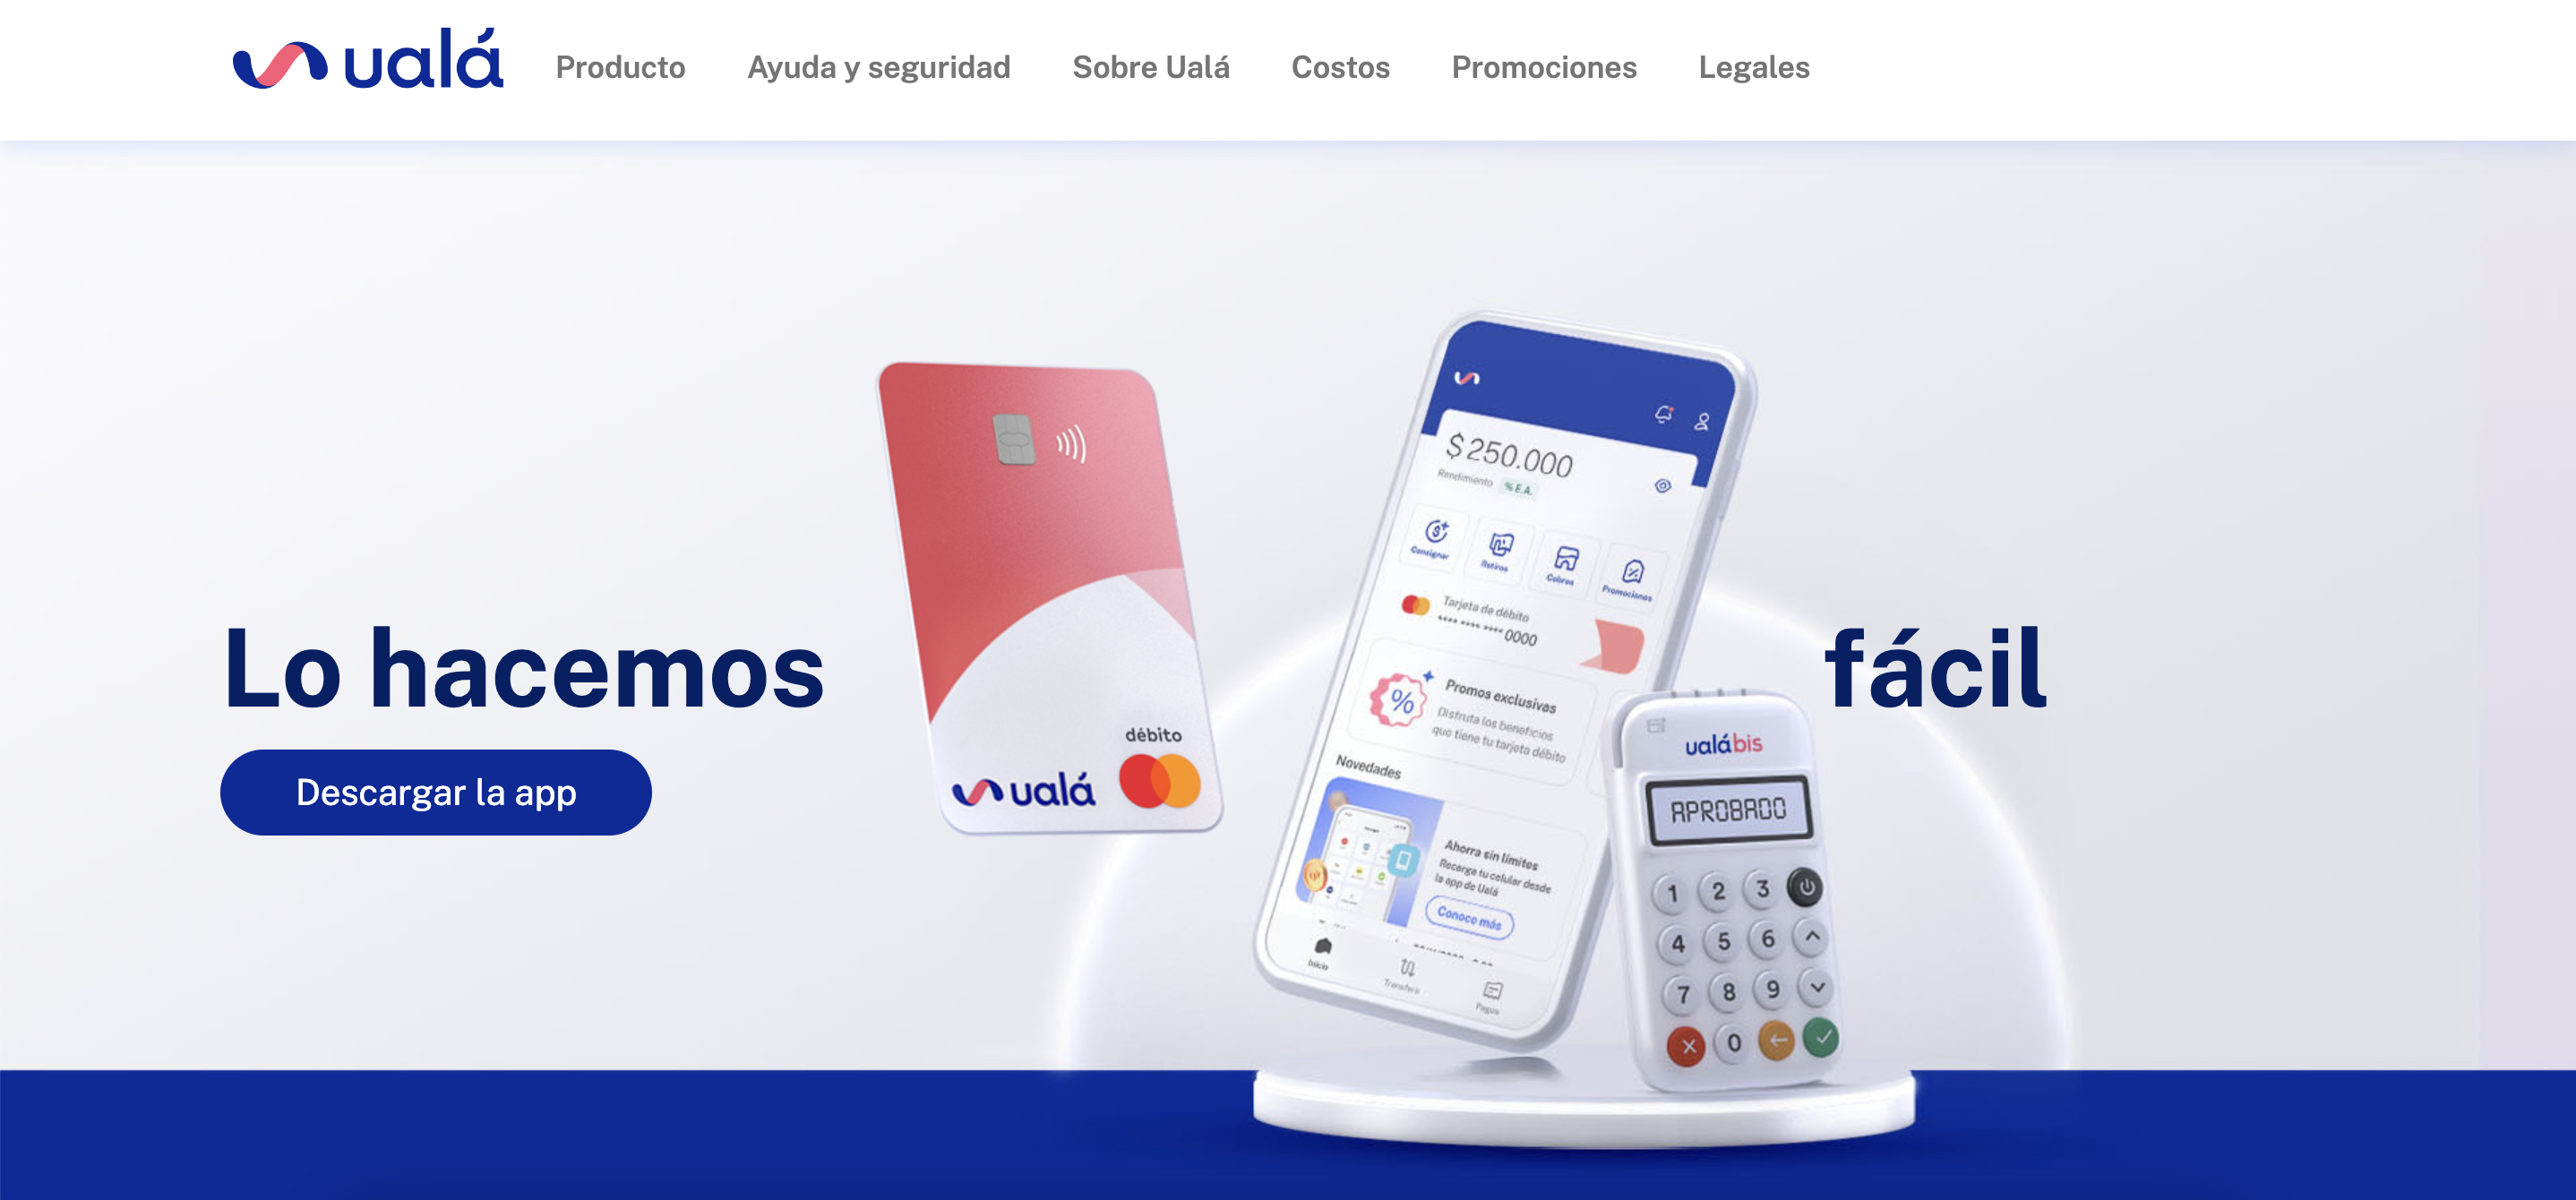 ualá
Producto
Ayuda y seguridad
Sobre Ualá
Costos
Promociones
Legales
Lo hacemos
fácil
Descargar la app
débito
ualá
$ 250.000
Rendimiento % E.A.
Consignar
Retiros
Cobros
Promociones
Tarjeta de débito
**** **** **** 0000
Promos exclusivas
Disfruta los beneficios
que tiene tu tarjeta débito
Novedades
Ahorra sin límites
Recarga tu celular desde
la app de Ualá
Conoce más
Inicio
Transferir
Pagos
ualábis
APROBADO
1 2 3
4 5 6
7 8 9
0